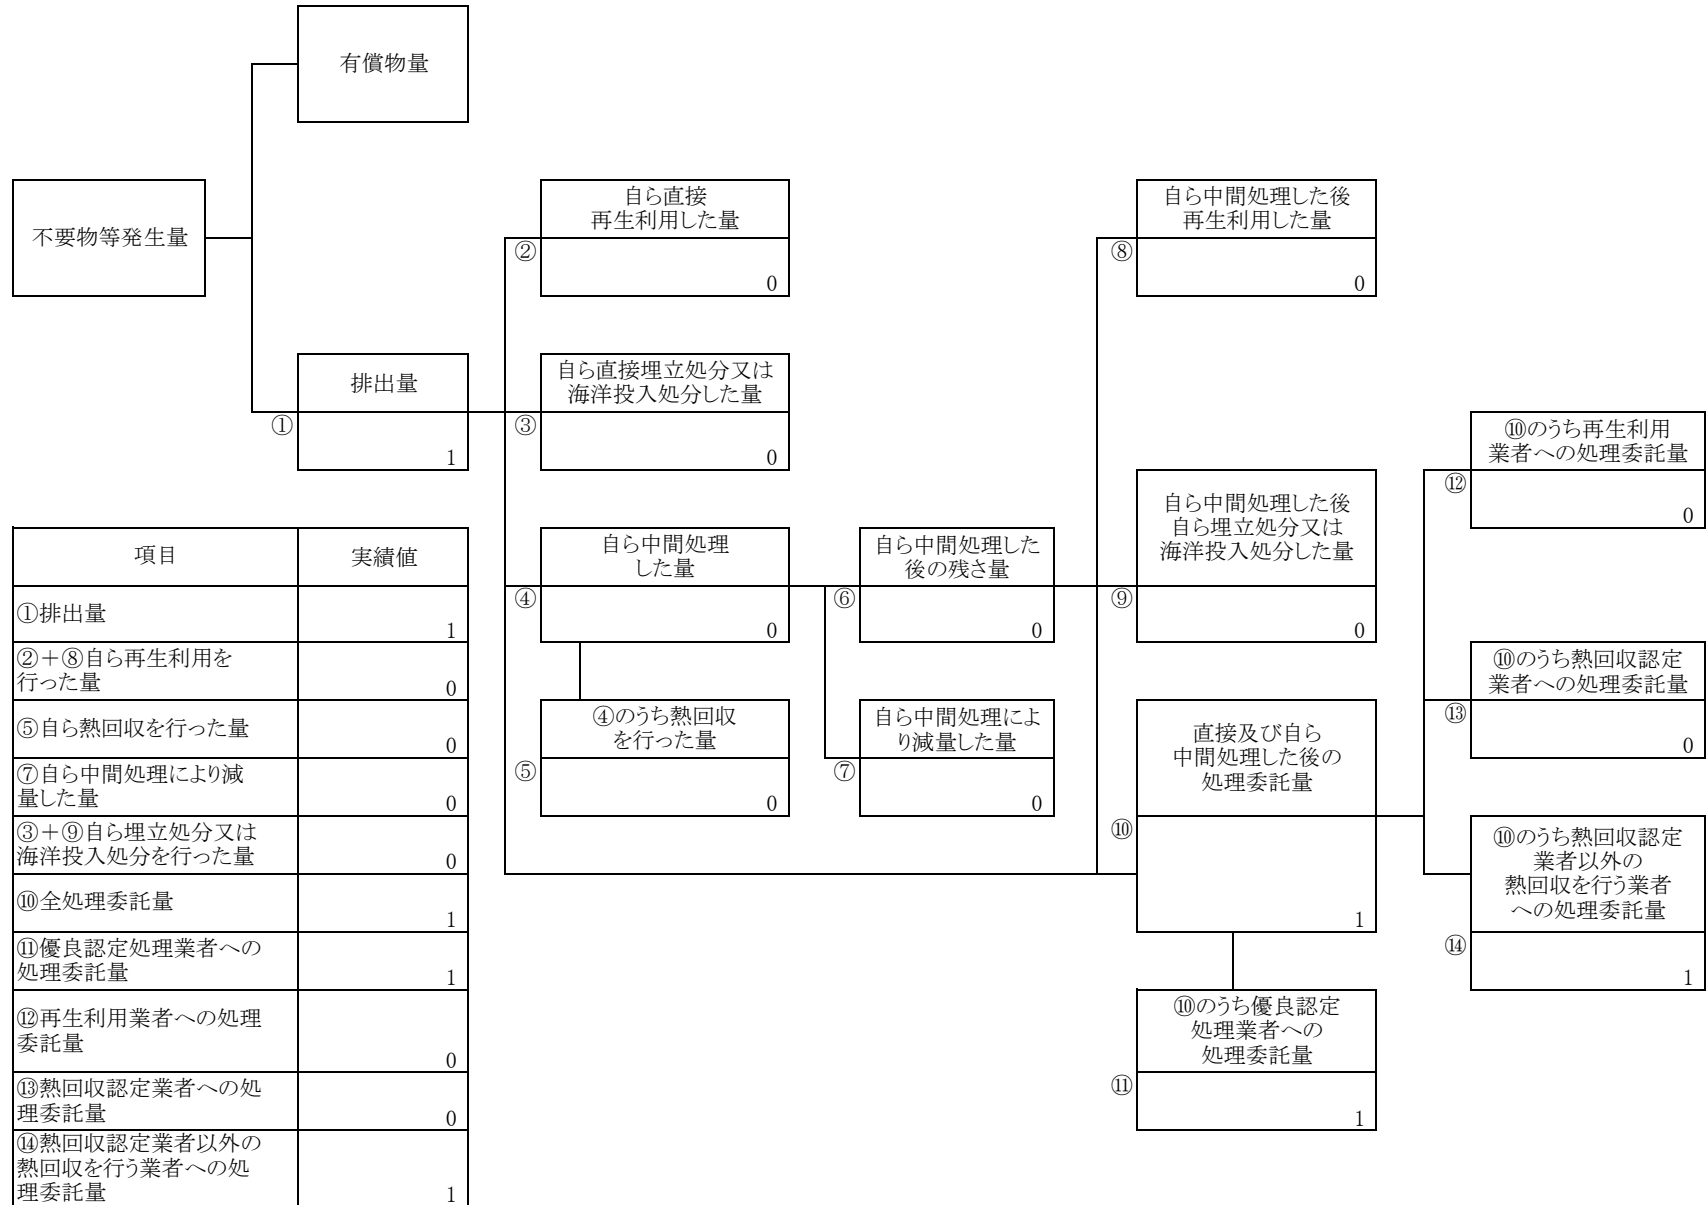 有償物量
不要物等発生量
排出量
①
1
自ら直接
再生利用した量
②
0
自ら直接埋立処分又は
海洋投入処分した量
③
0
自ら中間処理
した量
④
0
④のうち熱回収
を行った量
⑤
0
自ら中間処理した
後の残さ量
⑥
0
自ら中間処理によ
り減量した量
⑦
0
自ら中間処理した後
再生利用した量
⑧
0
自ら中間処理した後
自ら埋立処分又は
海洋投入処分した量
⑨
0
直接及び自ら
中間処理した後の
処理委託量
⑩
1
⑩のうち優良認定
処理業者への
処理委託量
⑪
1
⑩のうち再生利用
業者への処理委託量
⑫
0
⑩のうち熱回収認定
業者への処理委託量
⑬
0
⑩のうち熱回収認定
業者以外の
熱回収を行う業者
への処理委託量
⑭
1
項目 実績値
①排出量
1
②+⑧自ら再生利用を
行った量
0
⑤自ら熱回収を行った量
0
⑦自ら中間処理により減
量した量
0
③+⑨自ら埋立処分又は
海洋投入処分を行った量
0
⑩全処理委託量
1
⑪優良認定処理業者への
処理委託量
1
⑫再生利用業者への処理
委託量
0
⑬熱回収認定業者への処
理委託量
0
⑭熱回収認定業者以外の
熱回収を行う業者への処
理委託量
1